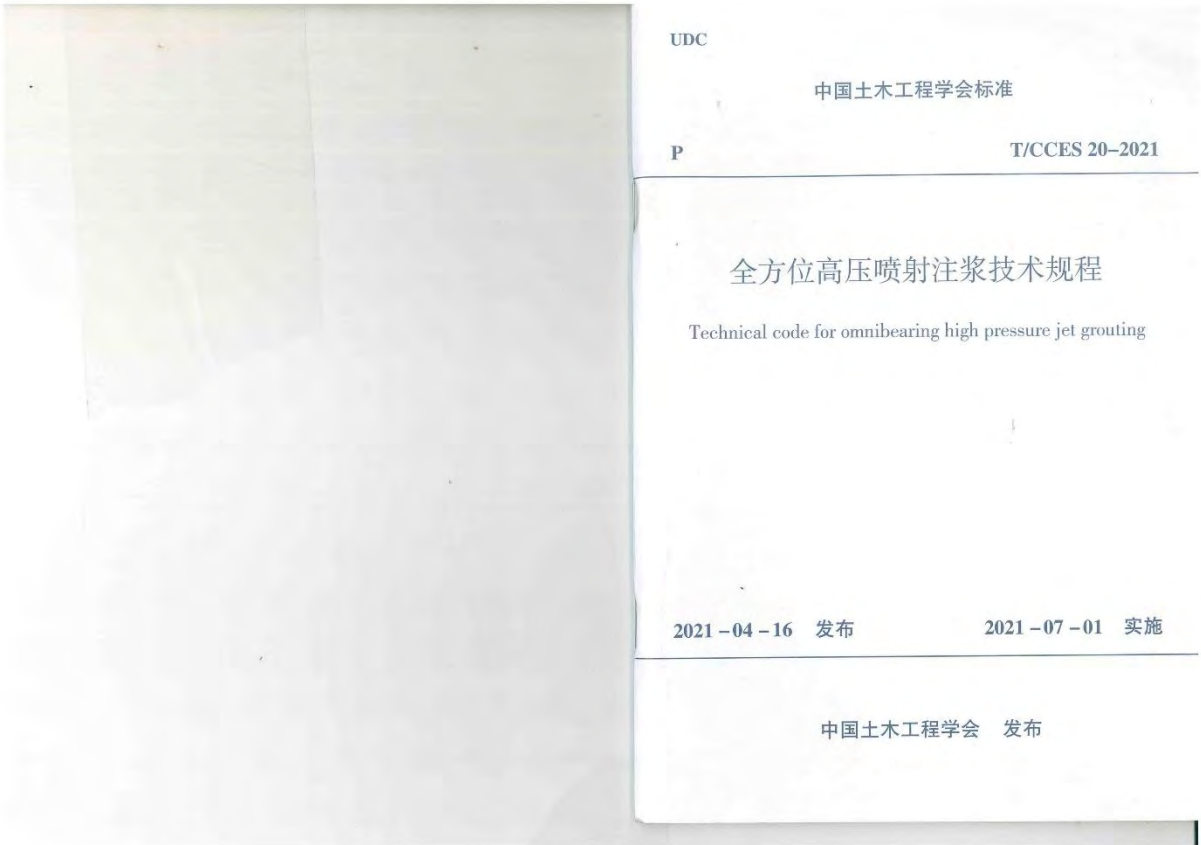 UDC
中国土木工程学会标准
P T/CCES 20-2021
全方位高压喷射注浆技术规程
Technical code for omnibearing high pressure jet grouting
2021-04-16 发布 2021-07-01 实施
中国土木工程学会 发布